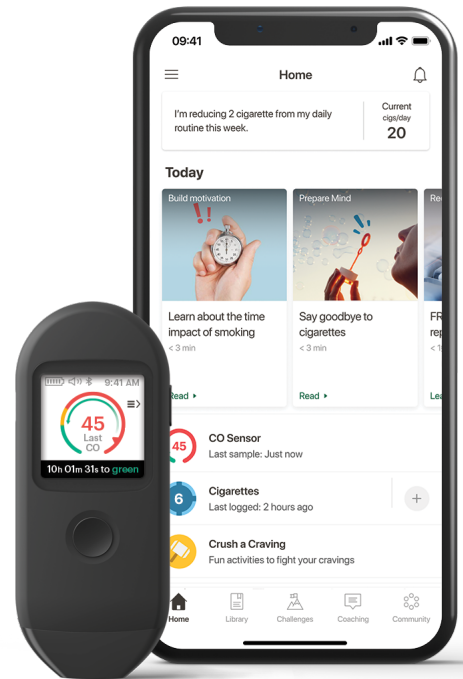 09:41
Home
I'm reducing 2 cigarette from my daily
routine this week.
Current
cigs/day
20
Today
Build motivation
Learn about the time
impact of smoking
< 3 min
Read
Prepare Mind
Say goodbye to
cigarettes
< 3 min
Read
45
CO Sensor
Last sample: Just now
6
Cigarettes
Last logged: 2 hours ago
+
Crush a Craving
Fun activities to fight your cravings
Home
Library
Challenges
Coaching
Community
9:41 AM
45
Last
CO
10h 01m 31s to green